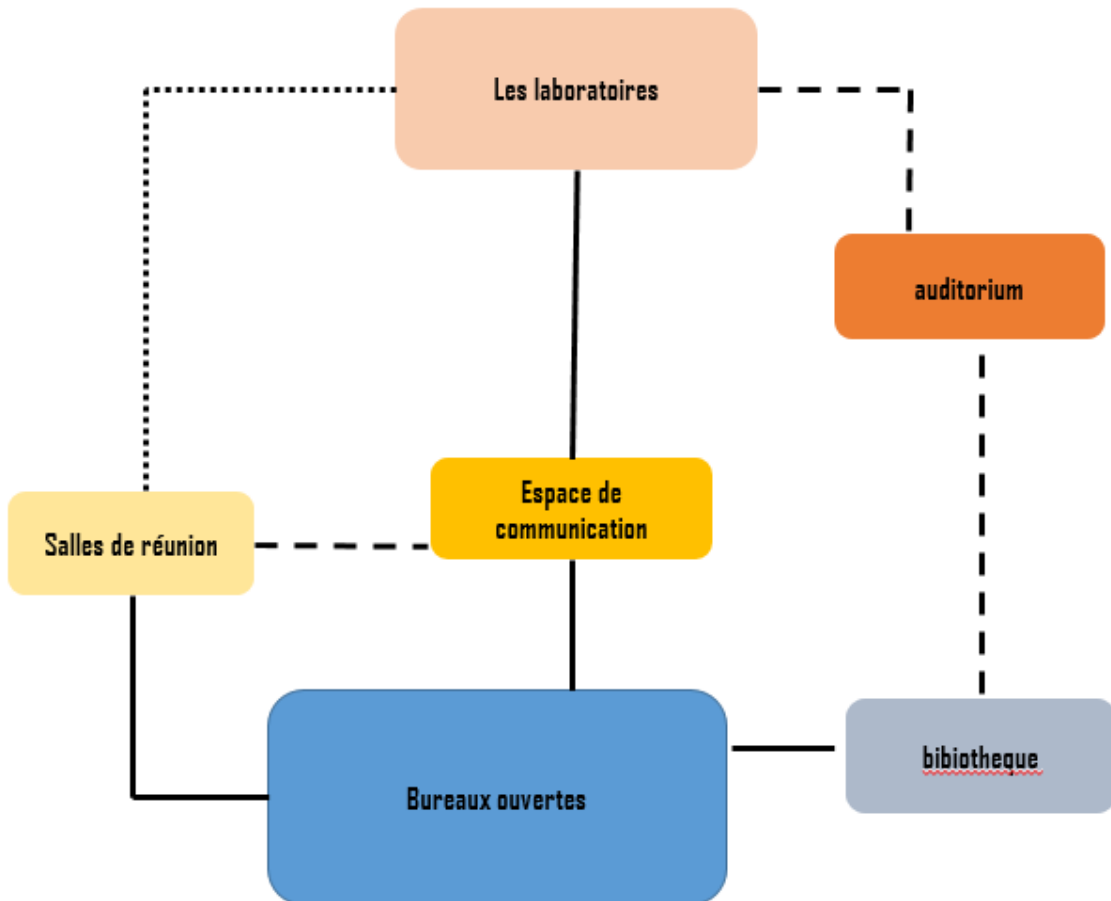 Les laboratoires
auditorium
Espace de
communication
Salles de réunion
bibiotheque
Bureaux ouvertes